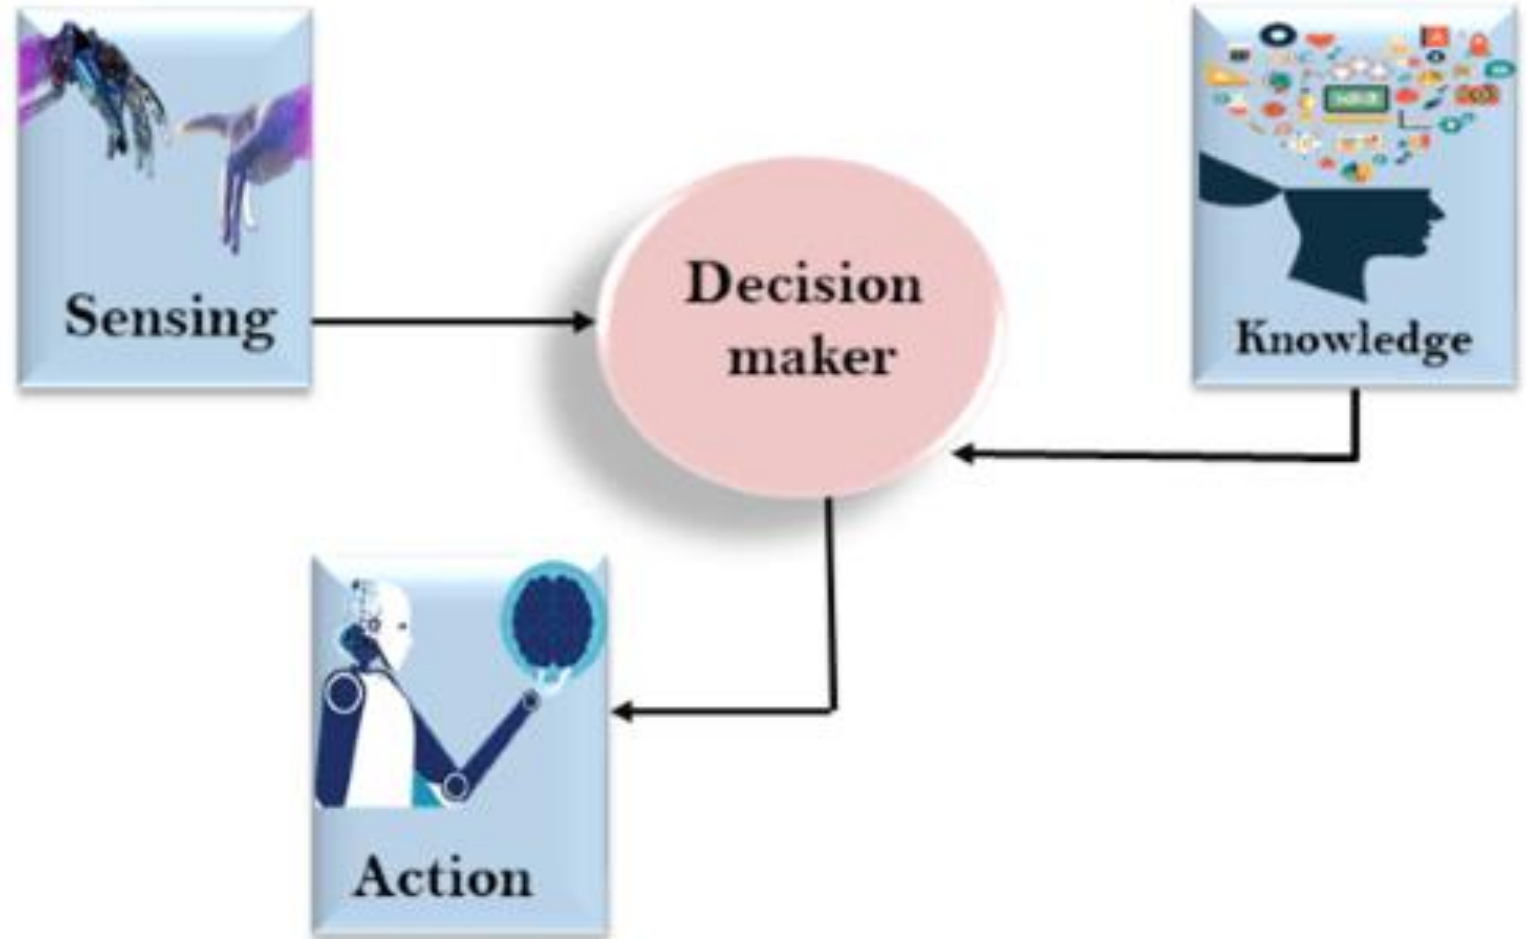 Sensing
Decision
maker
Knowledge
Action